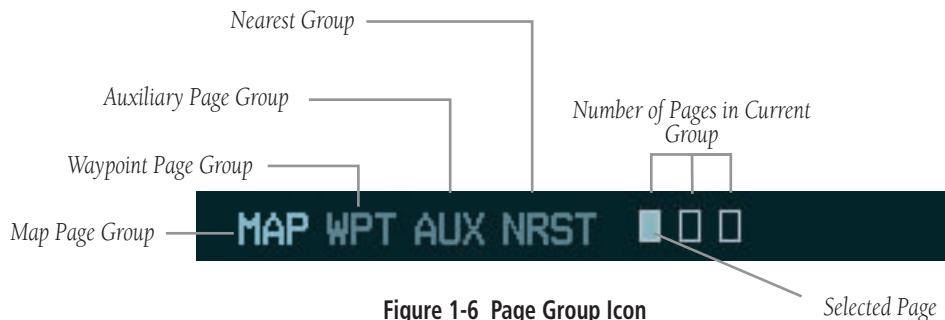 Nearest Group
Auxiliary Page Group
Number of Pages in Current
Group
Waypoint Page Group
Map Page Group
MAP WPT AUX NRST
Selected Page
Figure 1-6 Page Group Icon